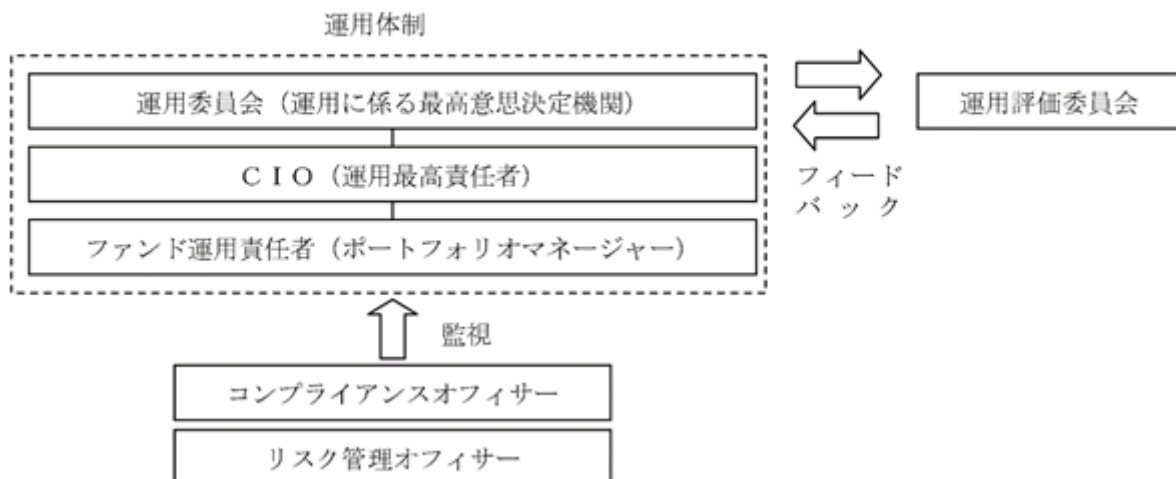 運用体制
運用委員会（運用に係る最高意思決定機関）
ＣＩＯ（運用最高責任者）
ファンド運用責任者（ポートフォリオマネージャー）
運用評価委員会
フィード
バック
監視
コンプライアンスオフィサー
リスク管理オフィサー